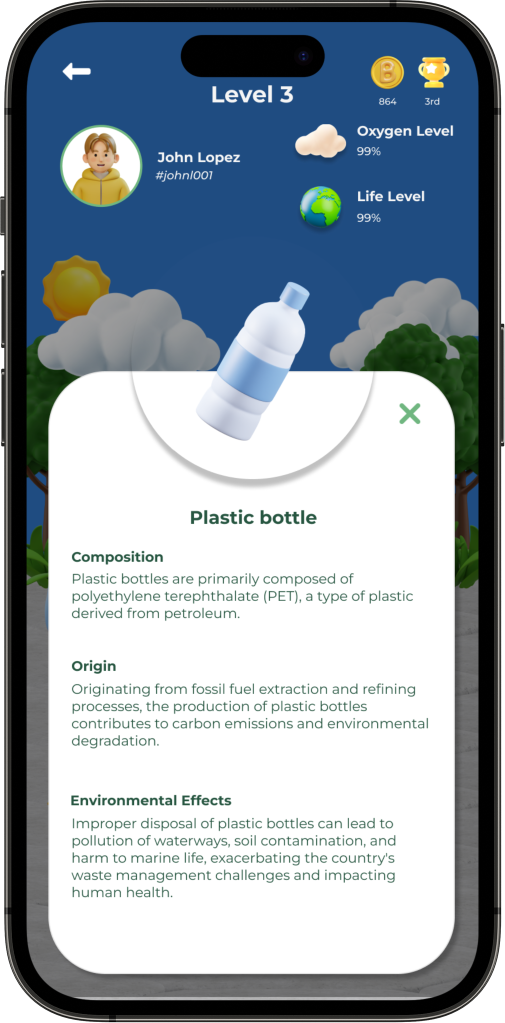 Level 3
864
3rd
John Lopez
#johnl001
Oxygen Level
99%
Life Level
99%
Plastic bottle
Composition
Plastic bottles are primarily composed of
polyethylene terephthalate (PET), a type of plastic
derived from petroleum.
Origin
Originating from fossil fuel extraction and refining
processes, the production of plastic bottles
contributes to carbon emissions and environmental
degradation.
Environmental Effects
Improper disposal of plastic bottles can lead to
pollution of waterways, soil contamination, and
harm to marine life, exacerbating the country's
waste management challenges and impacting
human health.